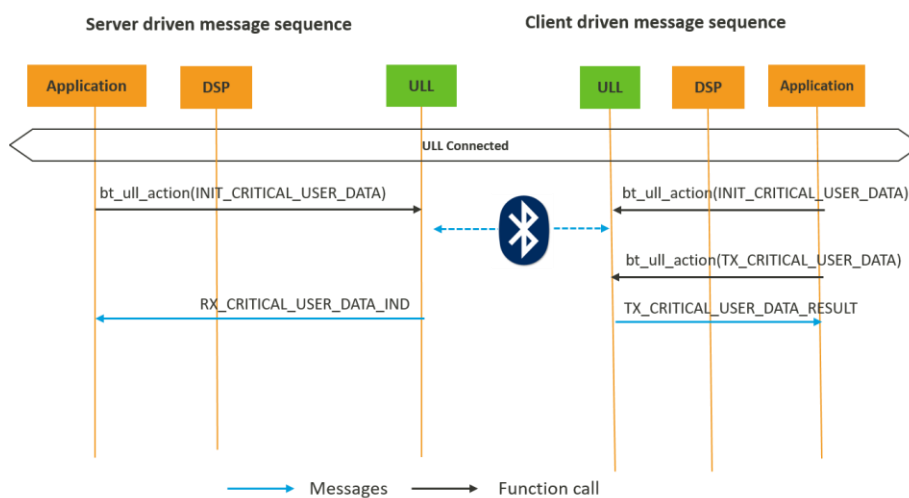 Server driven message sequence
Client driven message sequence
Application
DSP
ULL
ULL
DSP
Application
ULL Connected
bt_ull_action(INIT_CRITICAL_USER_DATA)
bt_ull_action(INIT_CRITICAL_USER_DATA)
bt_ull_action(TX_CRITICAL_USER_DATA)
RX_CRITICAL_USER_DATA_IND
TX_CRITICAL_USER_DATA_RESULT
Messages
Function call